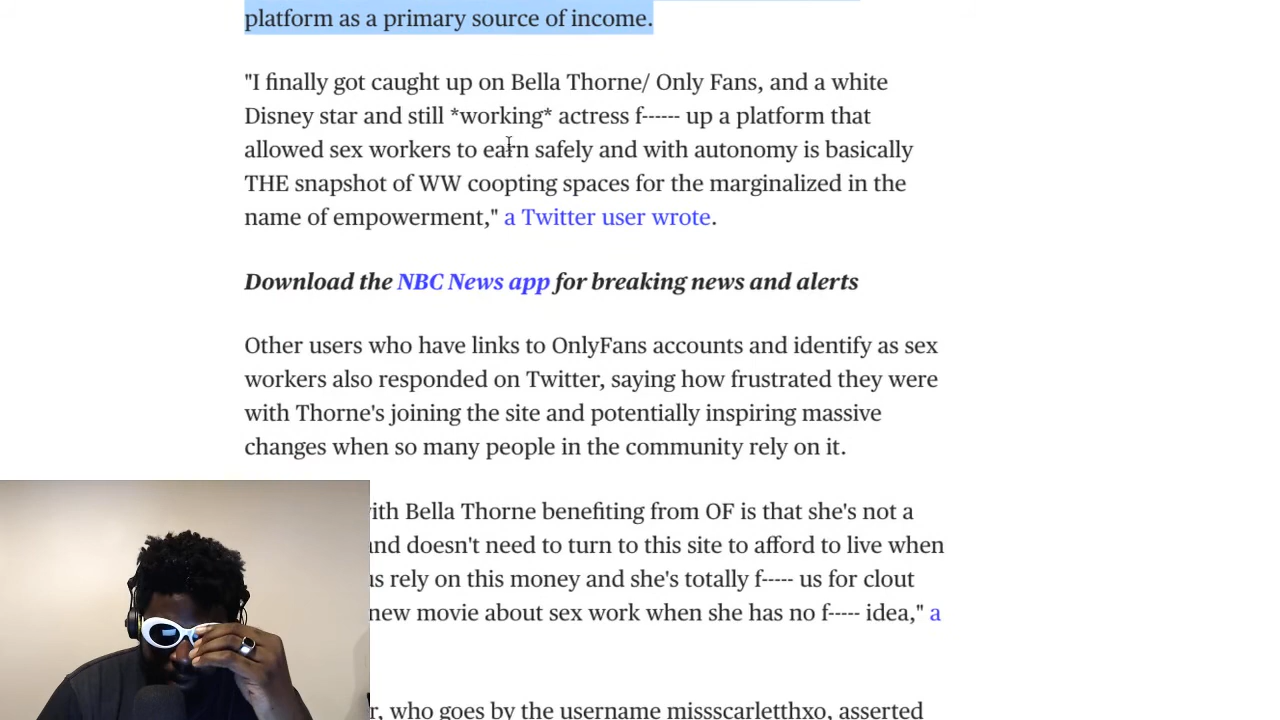 platform as a primary source of income.
"I finally got caught up on Bella Thorne/ Only Fans, and a white
Disney star and still *working* actress f------ up a platform that
allowed sex workers to earn safely and with autonomy is basically
THE snapshot of WW coopting spaces for the marginalized in the
name of empowerment," a Twitter user wrote.
Download the NBC News app for breaking news and alerts
Other users who have links to OnlyFans accounts and identify as sex
workers also responded on Twitter, saying how frustrated they were
with Thorne's joining the site and potentially inspiring massive
changes when so many people in the community rely on it.
ith Bella Thorne benefiting from OF is that she's not a
nd doesn't need to turn to this site to afford to live when
us rely on this money and she's totally f----- us for clout
new movie about sex work when she has no f----- idea," a
r, who goes by the username missscarletthxo, asserted